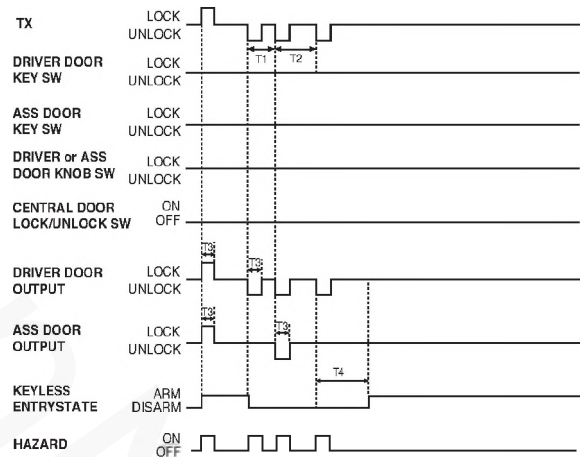 TX
LOCK
UNLOCK
T1
T2
DRIVER DOOR
KEY SW
LOCK
UNLOCK
ASS DOOR
KEY SW
LOCK
UNLOCK
DRIVER or ASS
DOOR KNOB SW
LOCK
UNLOCK
CENTRAL DOOR
LOCK/UNLOCK SW
ON
OFF
T3
T3
DRIVER DOOR
OUTPUT
LOCK
UNLOCK
T3
T3
ASS DOOR
OUTPUT
LOCK
UNLOCK
T4
KEYLESS
ENTRYSTATE
ARM
DISARM
HAZARD
ON
OFF